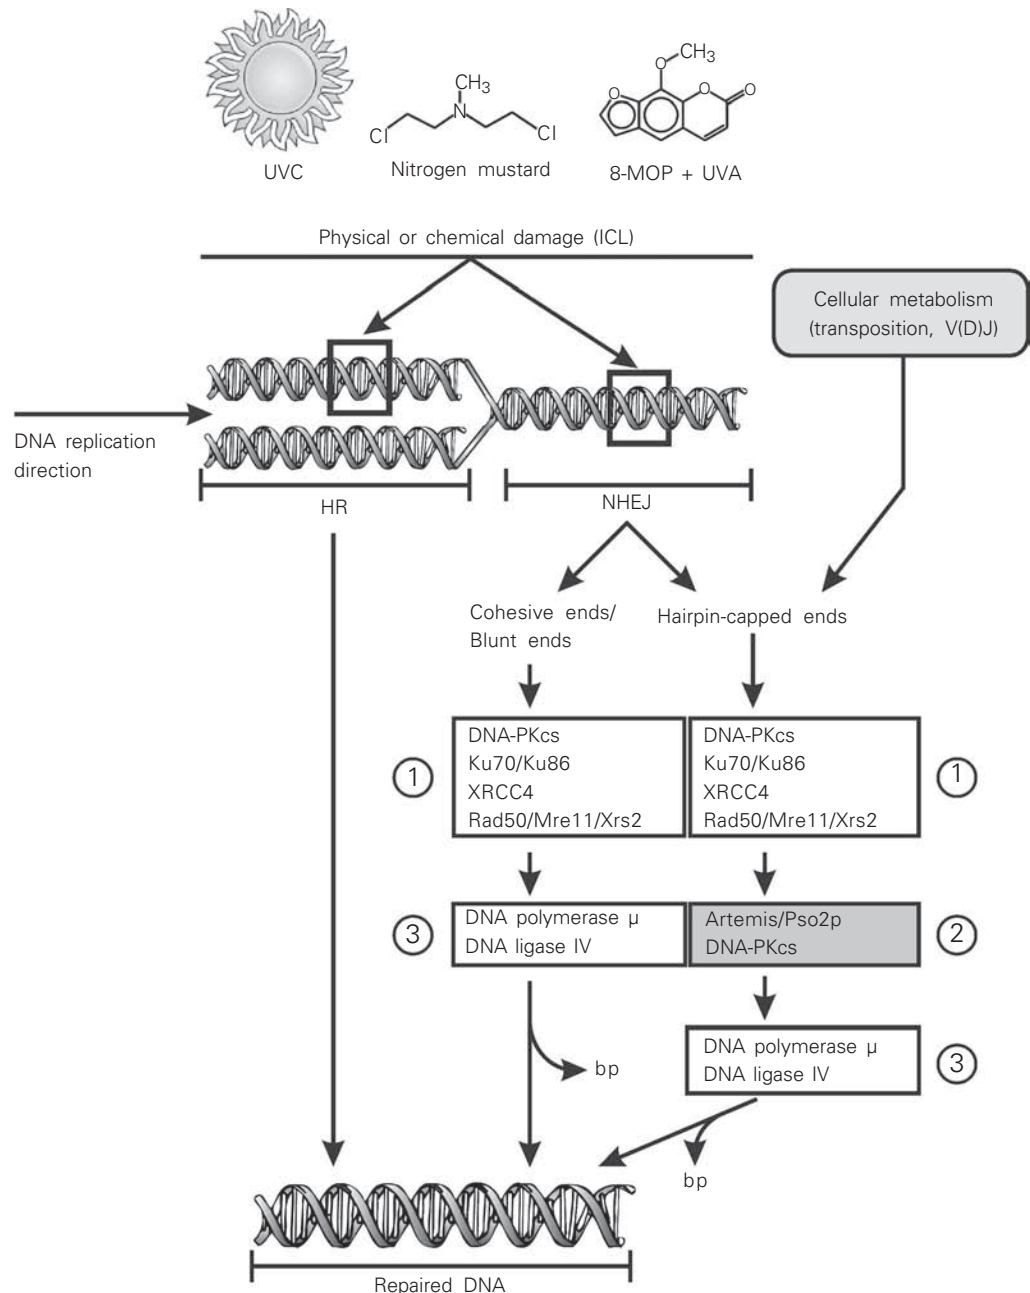 CH₃
O
CH₃
N
O
O
O
Cl
Cl
UVC
Nitrogen mustard
8-MOP + UVA
Physical or chemical damage (ICL)
Cellular metabolism
(transposition, V(D)J)
DNA replication
direction
HR
NHEJ
Cohesive ends/
Blunt ends
Hairpin-capped ends
1
DNA-PKcs
Ku70/Ku86
XRCC4
Rad50/Mre11/Xrs2
DNA-PKcs
Ku70/Ku86
XRCC4
Rad50/Mre11/Xrs2
1
3
DNA polymerase μ
DNA ligase IV
Artemis/Pso2p
DNA-PKcs
2
bp
DNA polymerase μ
DNA ligase IV
3
bp
Repaired DNA